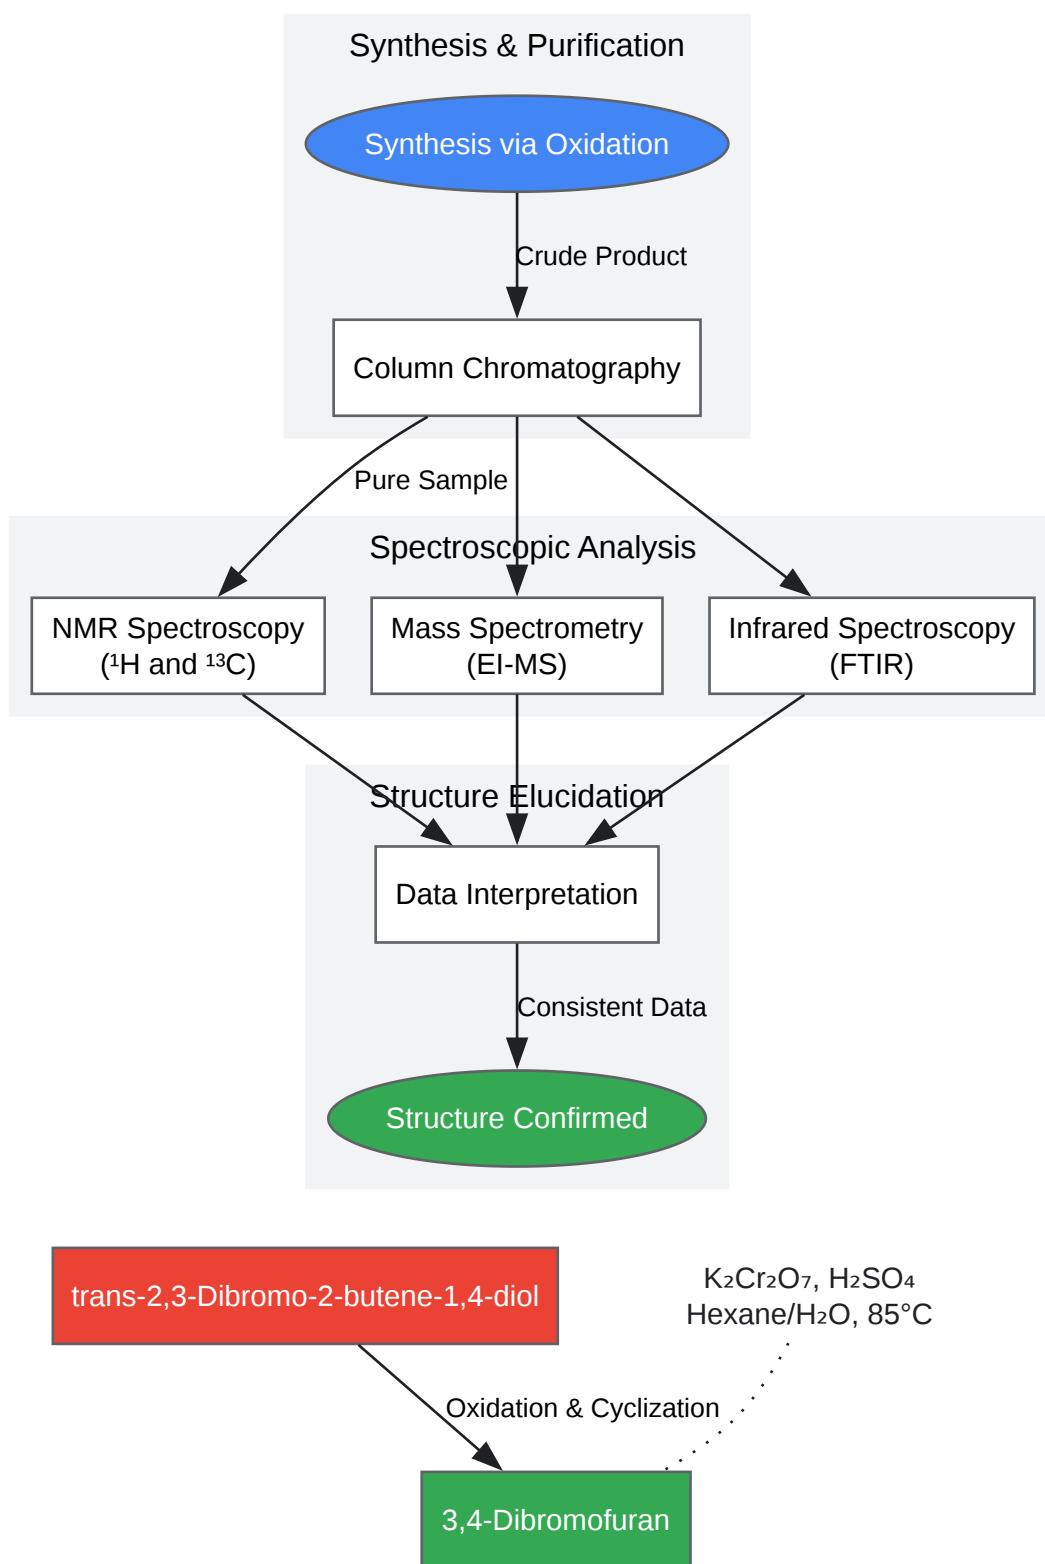 Synthesis & Purification
Synthesis via Oxidation
Crude Product
Column Chromatography
Pure Sample
Spectroscopic Analysis
NMR Spectroscopy
(¹H and ¹³C)
Mass Spectrometry
(EI-MS)
Infrared Spectroscopy
(FTIR)
Structure Elucidation
Data Interpretation
Consistent Data
Structure Confirmed
trans-2,3-Dibromo-2-butene-1,4-diol
K₂Cr₂O₇, H₂SO₄
Hexane/H₂O, 85°C
Oxidation & Cyclization
3,4-Dibromofuran